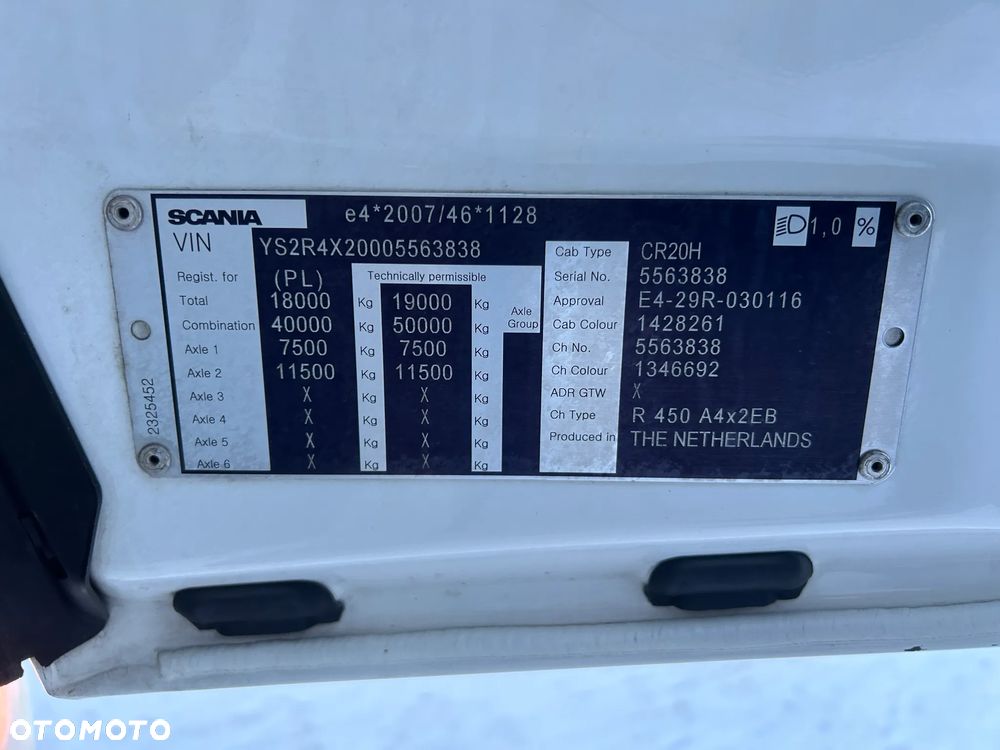 SCANIA e4*2007/46*1128 1,0 %
VIN YS2R4X20005563838
Regist. for (PL) Technically permissible
Total 18000 Kg 19000 Kg Axle Group
Combination 40000 Kg 50000 Kg
Axle 1 7500 Kg 7500 Kg
Axle 2 11500 Kg 11500 Kg
Axle 3 X Kg X Kg
Axle 4 X Kg X Kg
Axle 5 X Kg X Kg
Axle 6 X Kg X Kg
Cab Type CR20H
Serial No. 5563838
Approval E4-29R-030116
Cab Colour 1428261
Ch No. 5563838
Ch Colour 1346692
ADR GTW X
Ch Type R 450 A4x2EB
Produced in THE NETHERLANDS
2325452
OTOMOTO